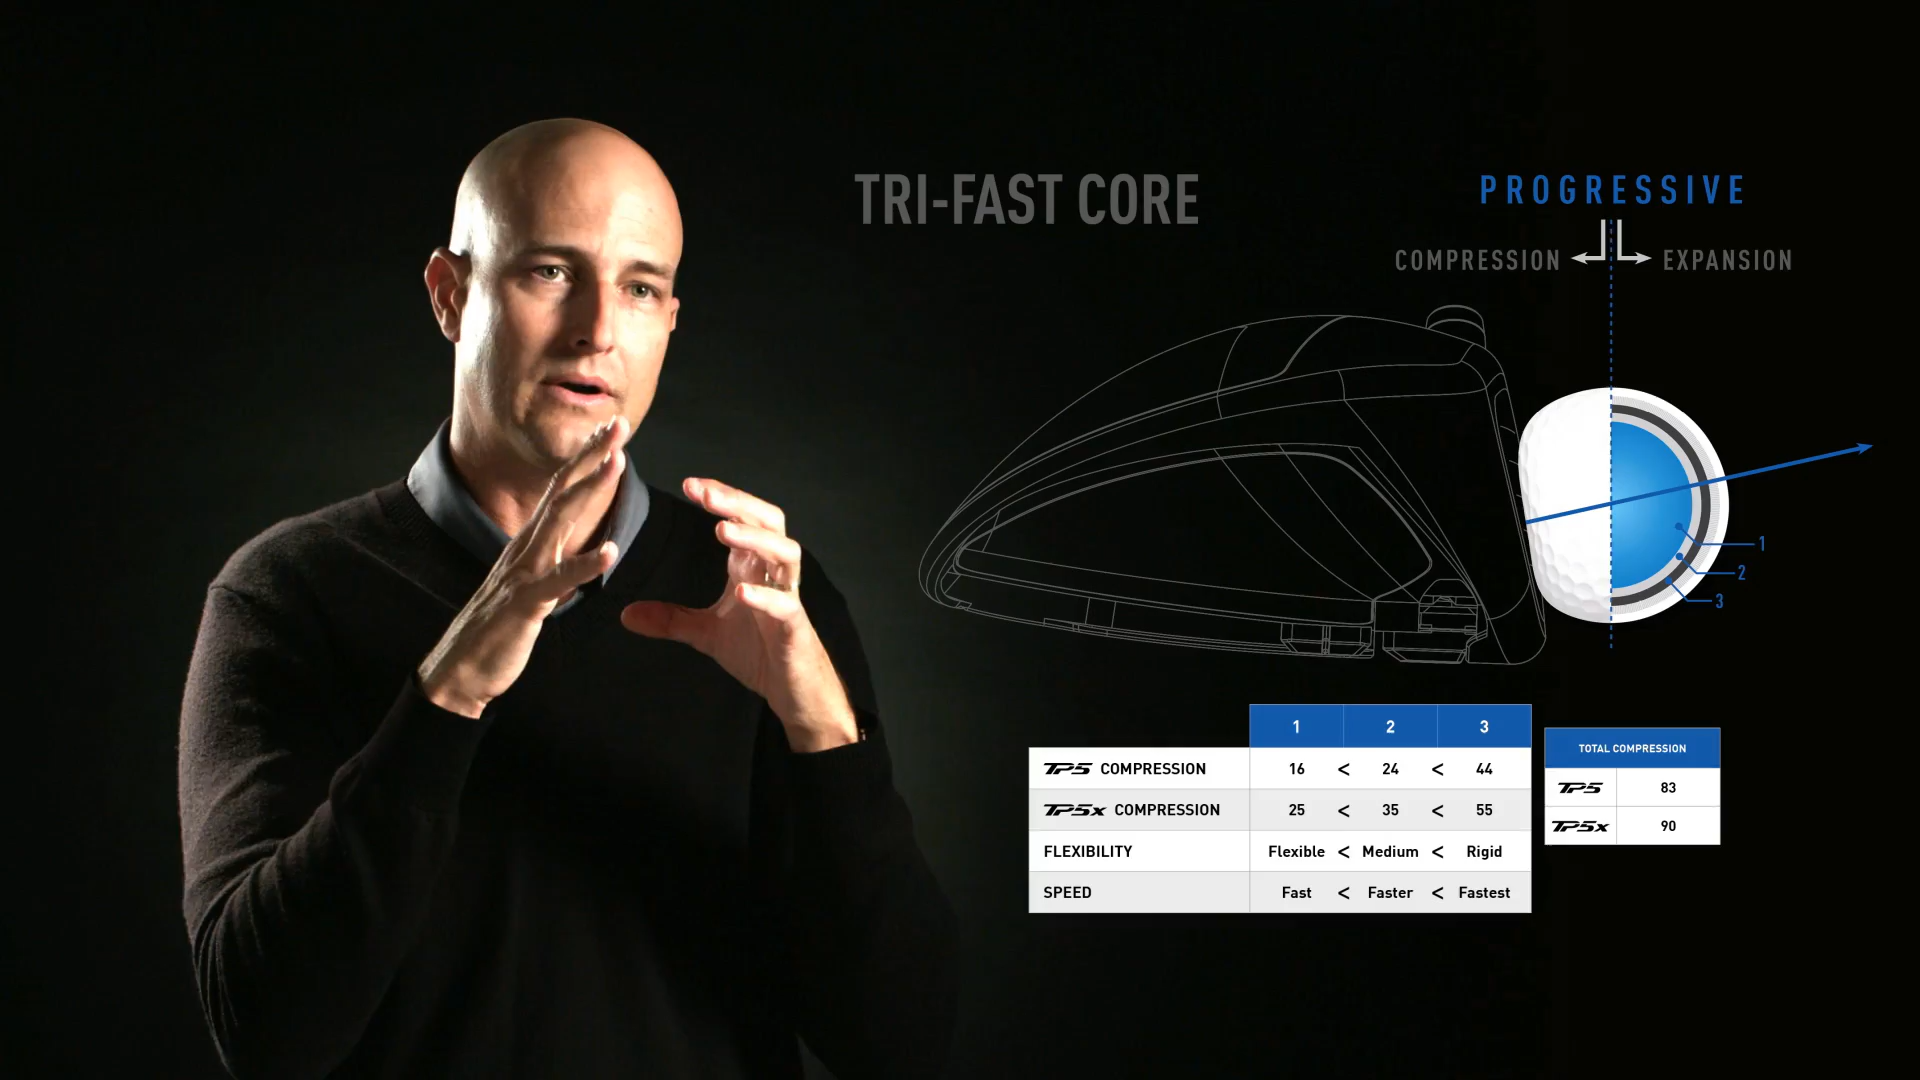 TRI-FAST CORE
PROGRESSIVE
COMPRESSION EXPANSION
1
2
3
1 2 3
TP5 COMPRESSION 16 < 24 < 44
TP5x COMPRESSION 25 < 35 < 55
FLEXIBILITY Flexible < Medium < Rigid
SPEED Fast < Faster < Fastest
TOTAL COMPRESSION
TP5 83
TP5x 90